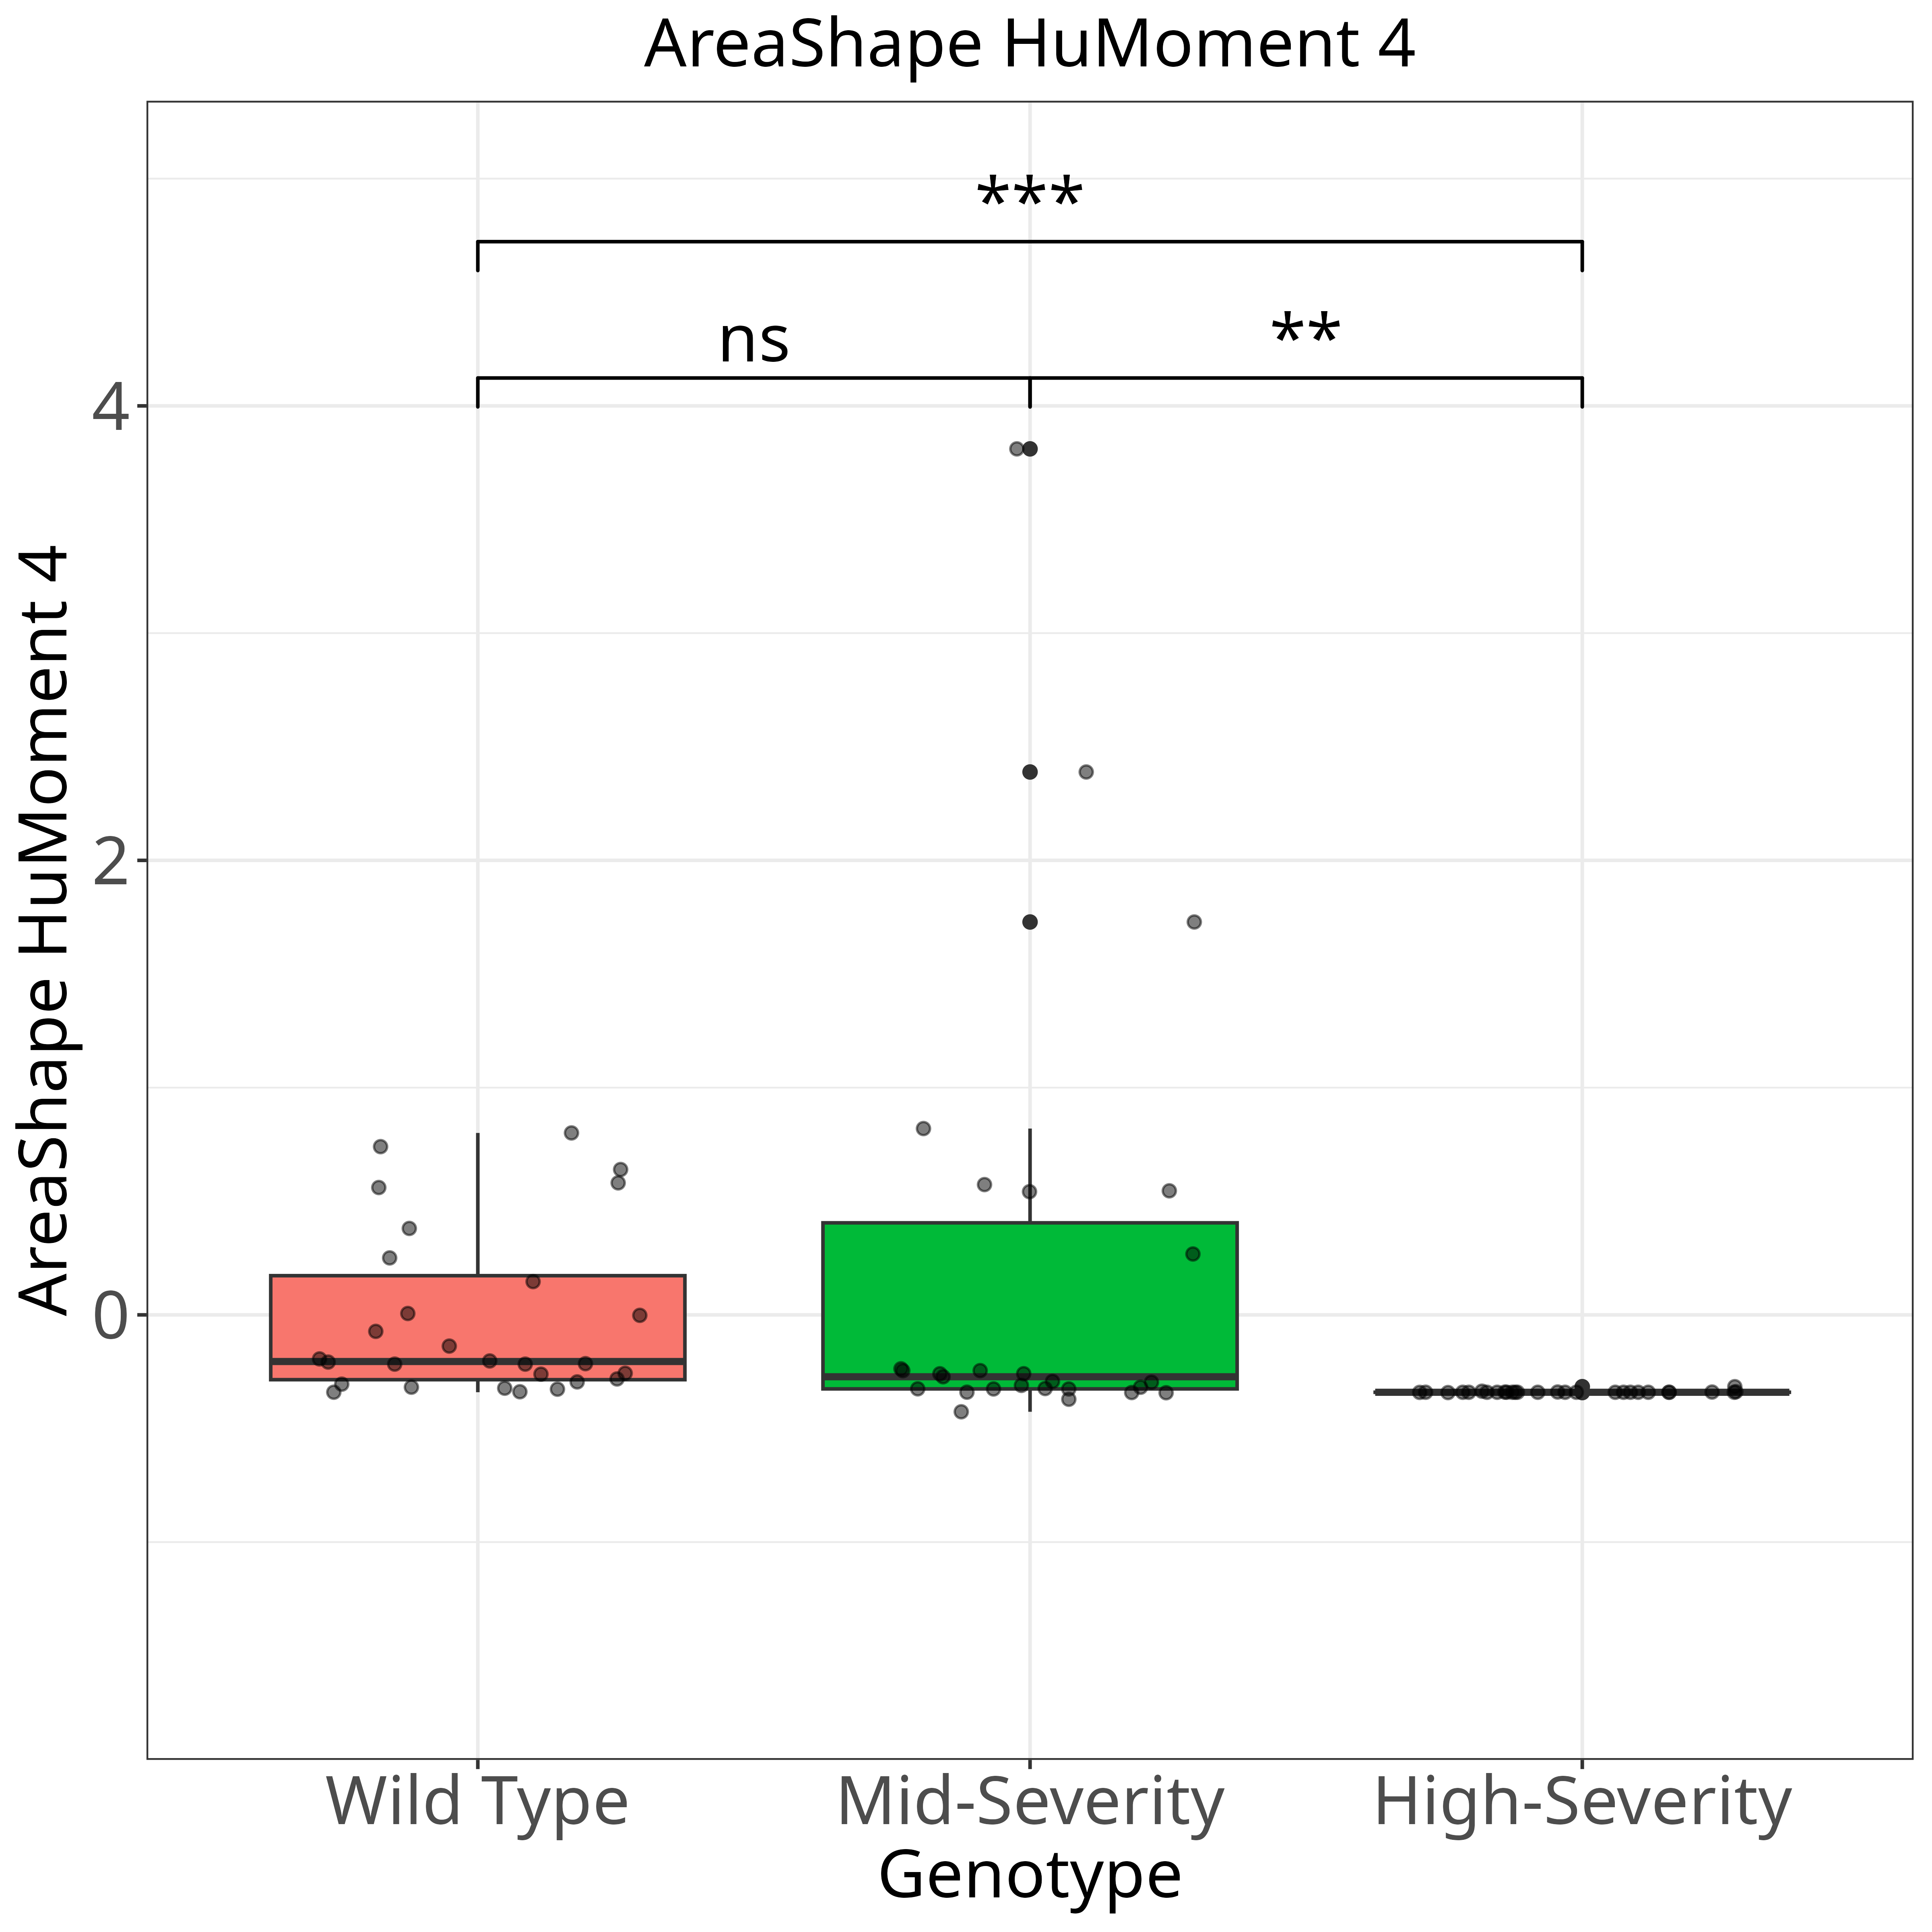 AreaShape HuMoment 4
***
ns
**
4
2
0
AreaShape HuMoment 4
Wild Type
Mid-Severity
High-Severity
Genotype